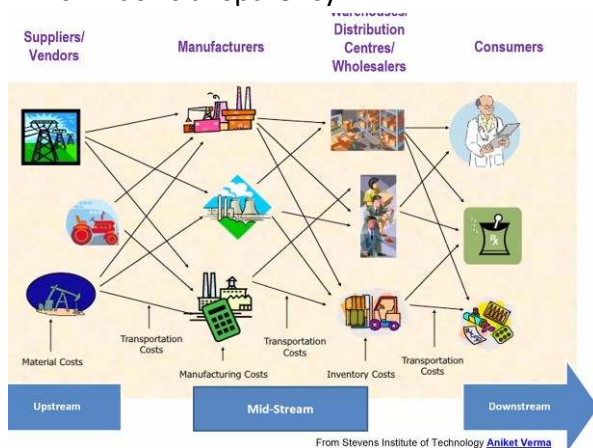 Suppliers/
Vendors
Manufacturers
Warehouses/
Distribution
Centres/
Wholesalers
Consumers
Material Costs
Transportation
Costs
Manufacturing Costs
Transportation
Costs
Inventory Costs
Transportation
Costs
Upstream
Mid-Stream
Downstream
From Stevens Institute of Technology Aniket Verma